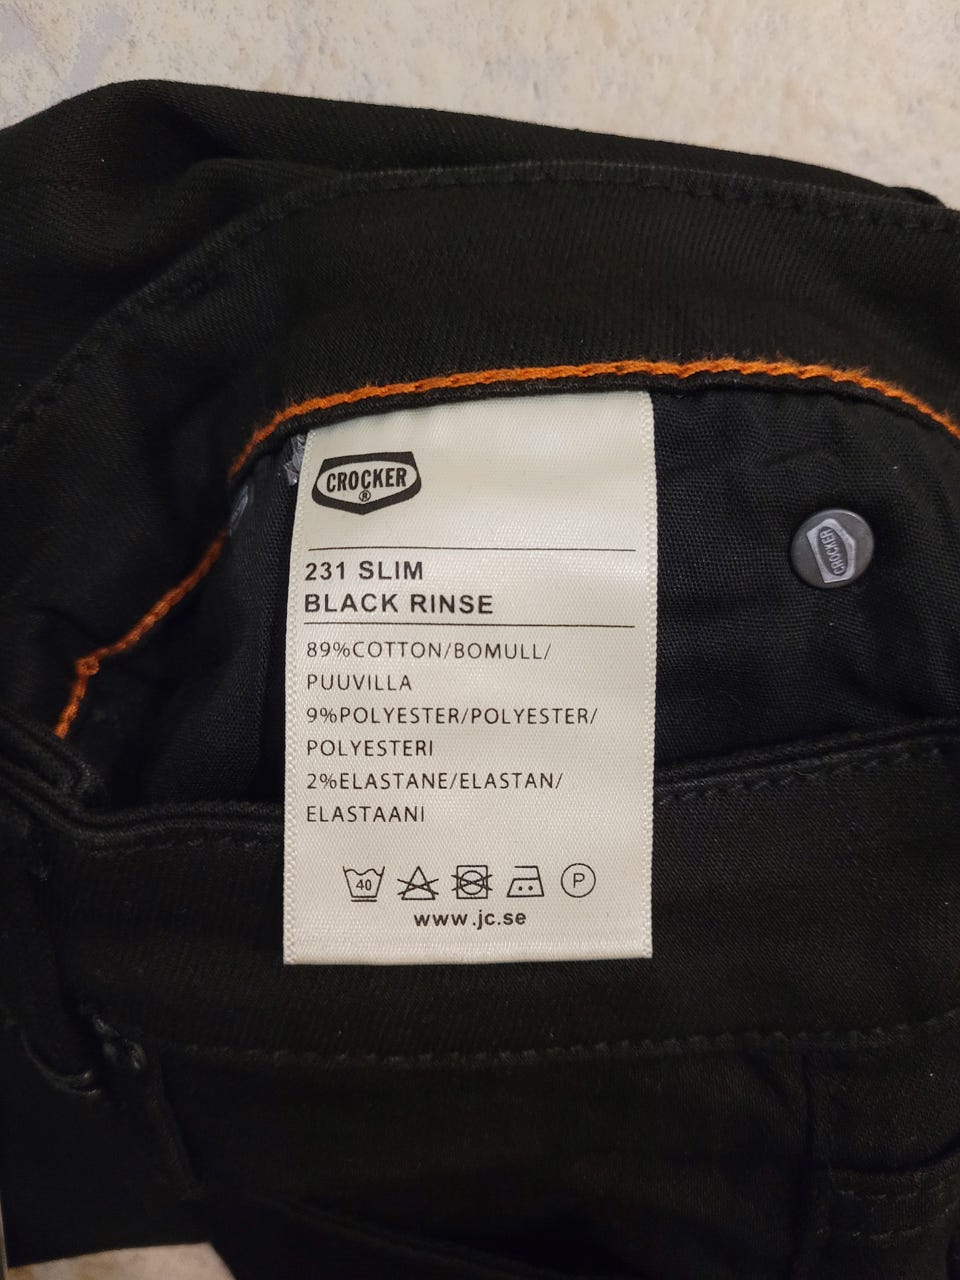 CROCKER
®
231 SLIM
BLACK RINSE
89%COTTON/BOMULL/
PUUVILLA
9%POLYESTER/POLYESTER/
POLYESTERI
2%ELASTANE/ELASTAN/
ELASTAANI
40
P
www.jc.se
CROCKER